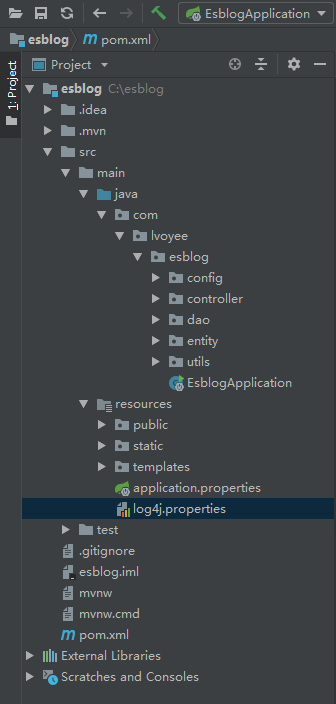 EsblogApplication
esblog pom.xml
1: Project
Project
esblog C:\esblog
.idea
.mvn
src
main
java
com
lvoyee
esblog
config
controller
dao
entity
utils
EsblogApplication
resources
public
static
templates
application.properties
log4j.properties
test
.gitignore
esblog.iml
mvnw
mvnw.cmd
pom.xml
External Libraries
Scratches and Consoles